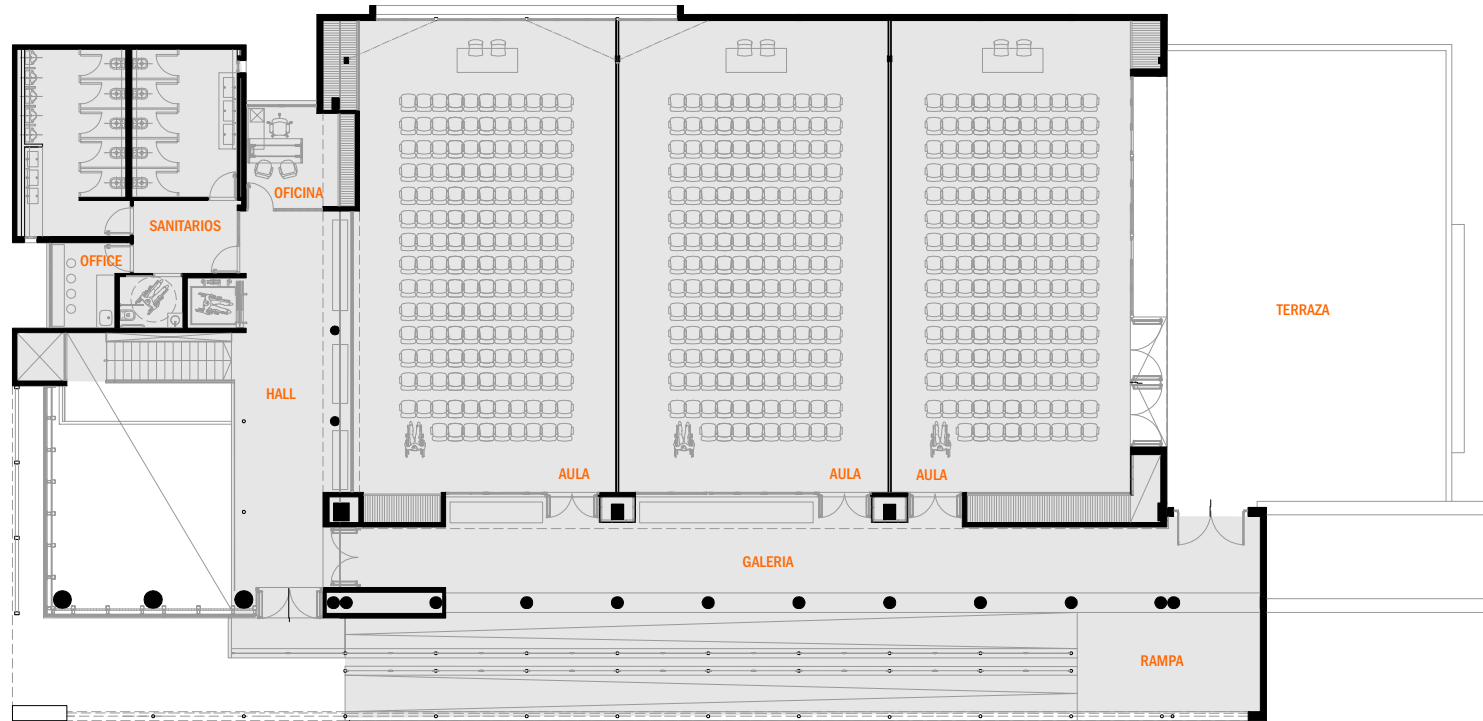 OFICINA
SANITARIOS
OFFICE
TERRAZA
HALL
AULA
AULA
AULA
GALERIA
RAMPA